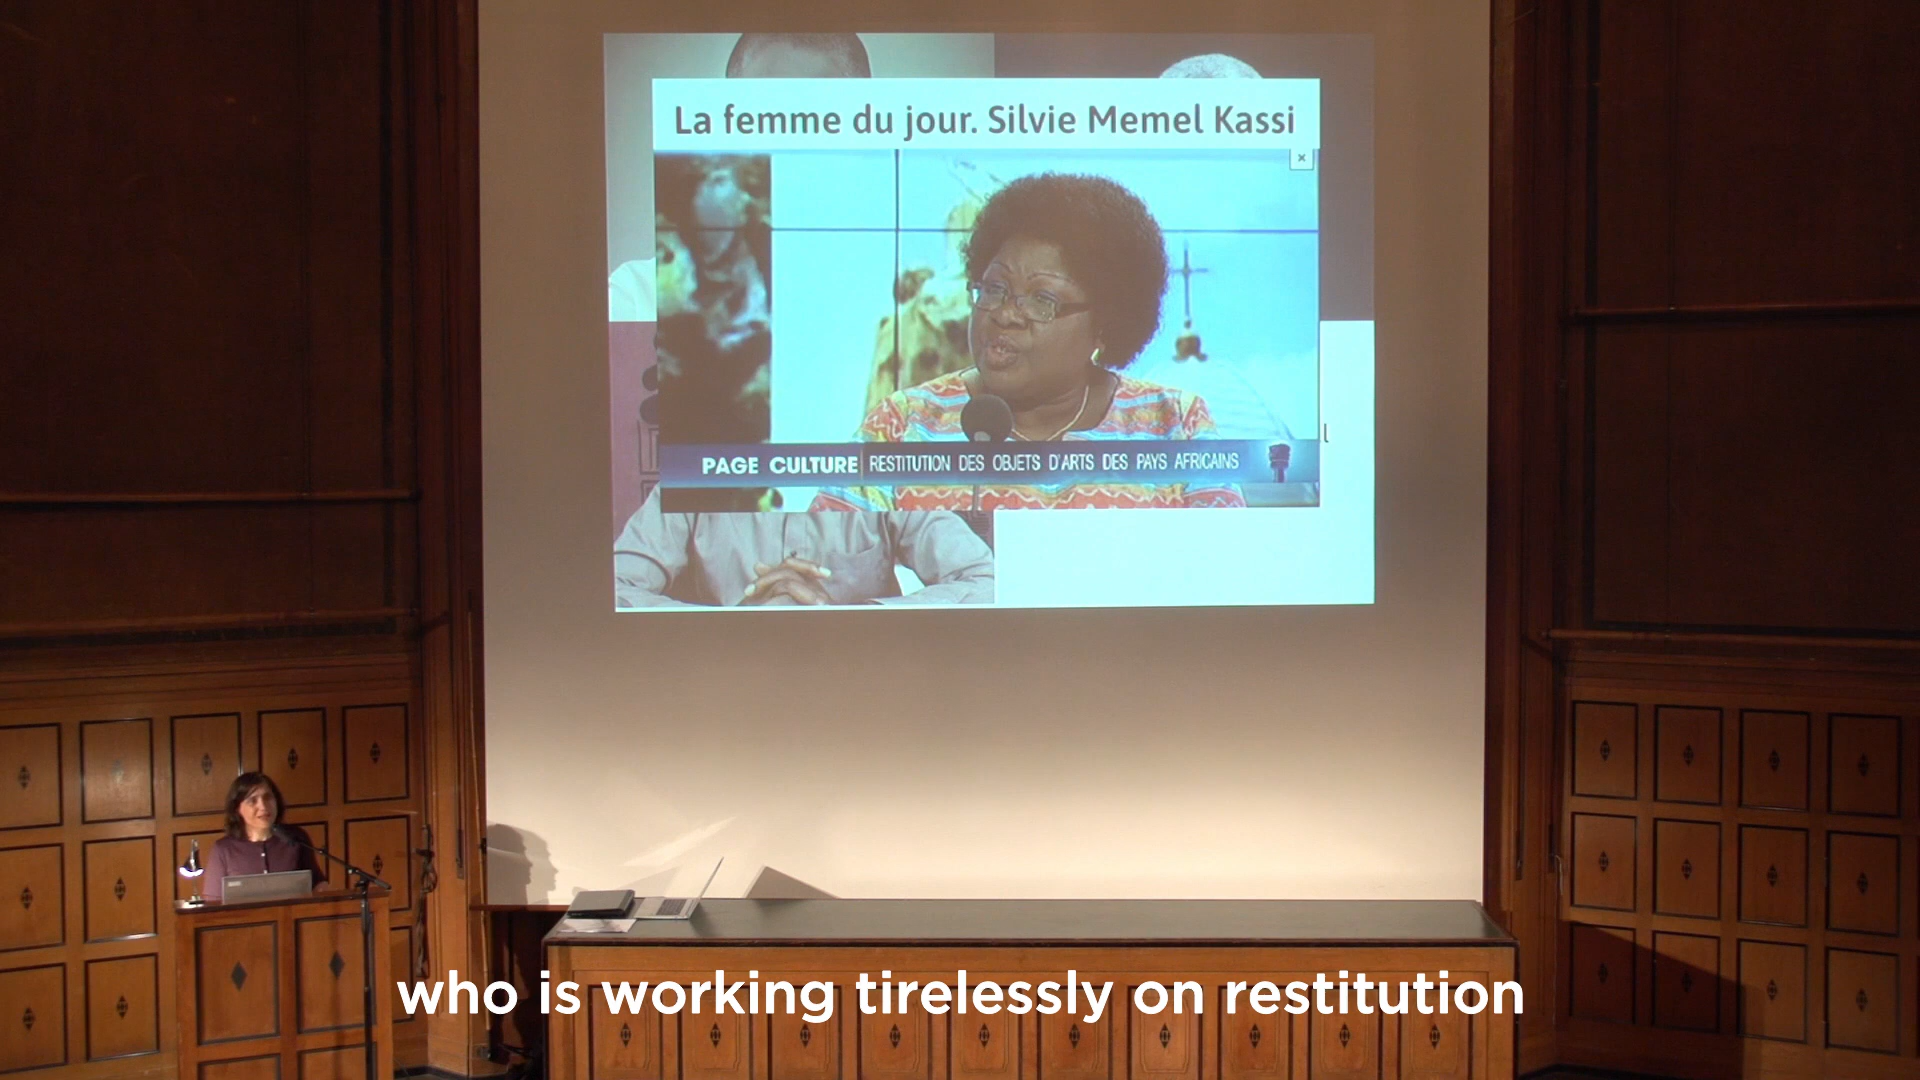 La femme du jour. Silvie Memel Kassi
PAGE CULTURE RESTITUTION DES OBJETS D'ARTS DES PAYS AFRICAINS
who is working tirelessly on restitution